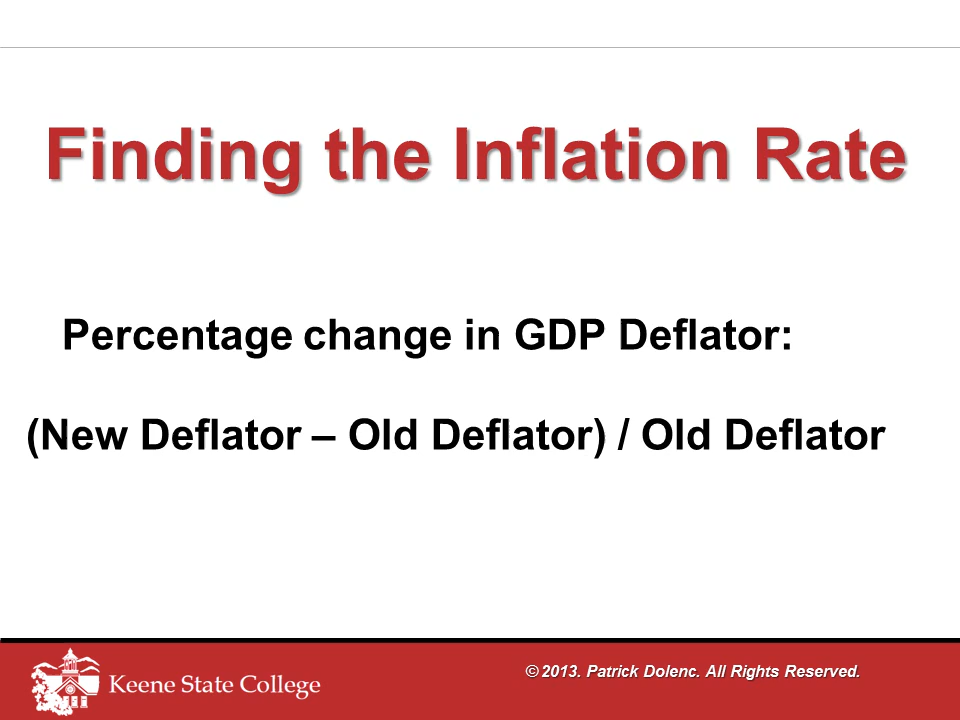 Finding the Inflation Rate
Percentage change in GDP Deflator:
(New Deflator – Old Deflator) / Old Deflator
Keene State College
© 2013. Patrick Dolenc. All Rights Reserved.